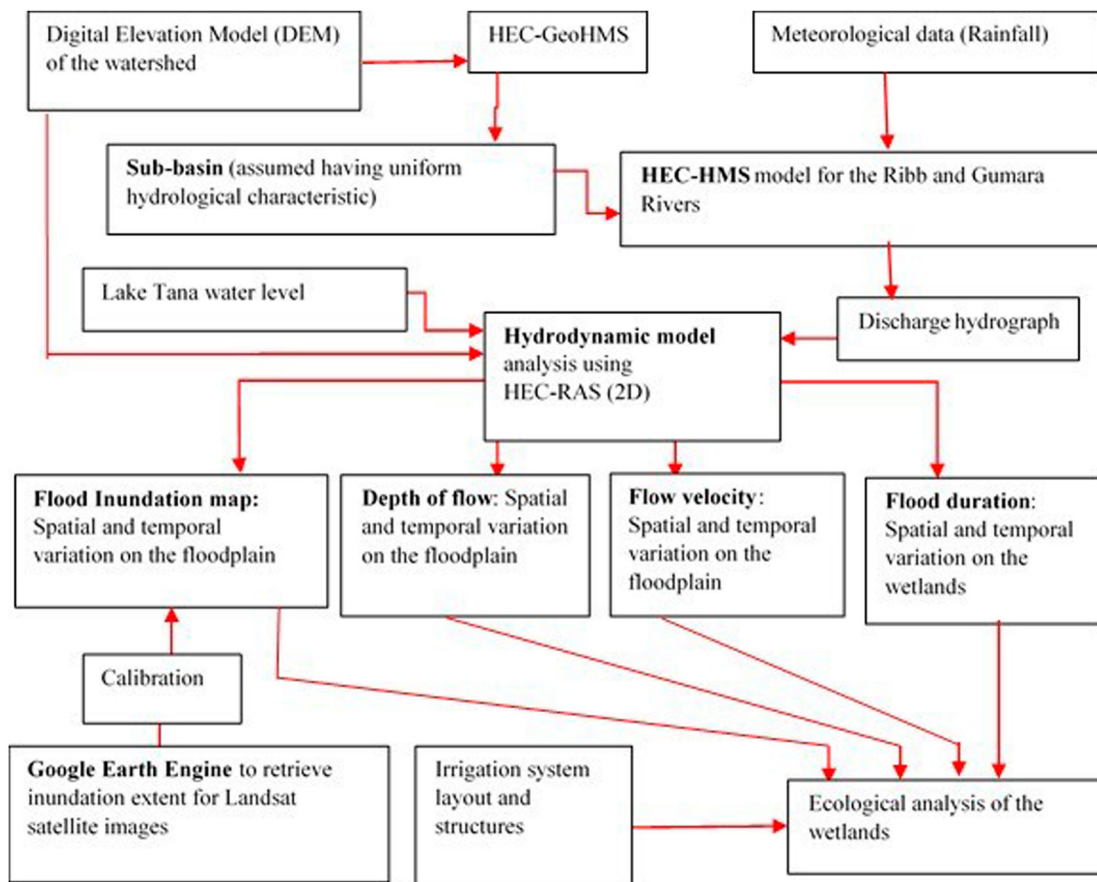 Digital Elevation Model (DEM)
of the watershed
HEC-GeoHMS
Meteorological data (Rainfall)
Sub-basin (assumed having uniform
hydrological characteristic)
HEC-HMS model for the Ribb and Gumara
Rivers
Lake Tana water level
Hydrodynamic model
analysis using
HEC-RAS (2D)
Discharge hydrograph
Flood Inundation map:
Spatial and temporal
variation on the floodplain
Depth of flow: Spatial
and temporal variation
on the floodplain
Flow velocity:
Spatial and temporal
variation on the
floodplain
Flood duration:
Spatial and temporal
variation on the
wetlands
Calibration
Google Earth Engine to retrieve
inundation extent for Landsat
satellite images
Irrigation system
layout and
structures
Ecological analysis of the
wetlands